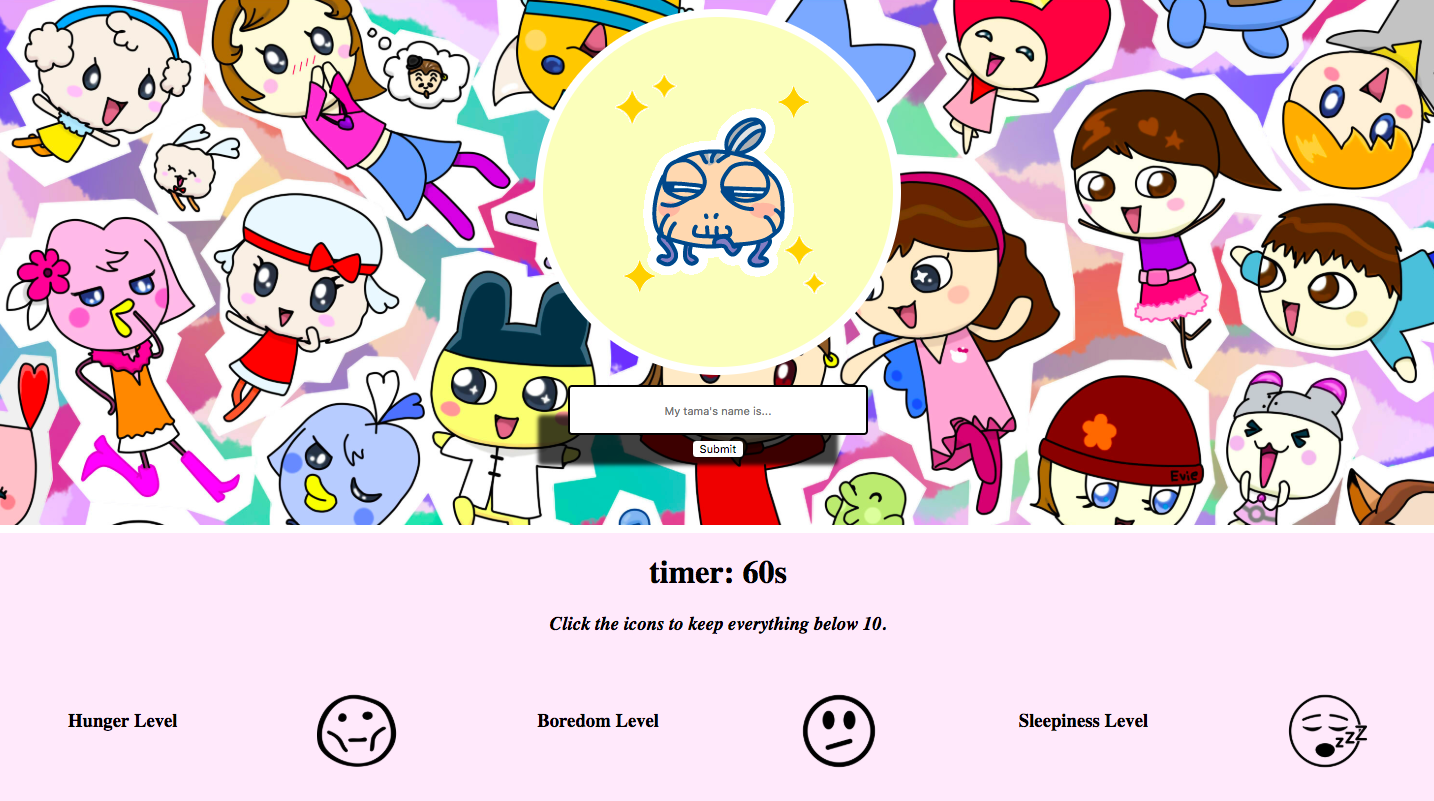 My tama's name is...
Submit
Evie
timer: 60s
Click the icons to keep everything below 10.
Hunger Level
Boredom Level
Sleepiness Level
zzZ